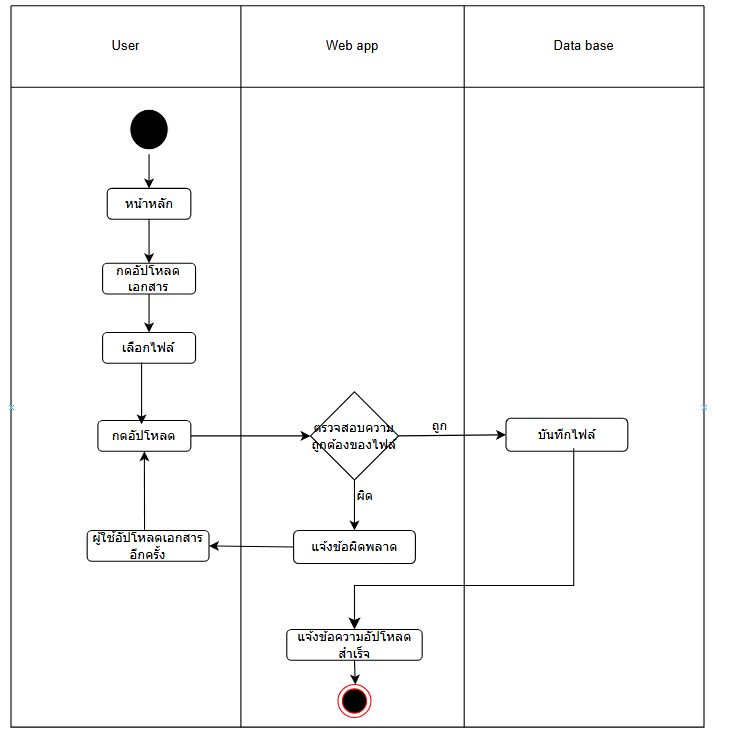 User
Web app
Data base
หน้าหลัก
กดอัปโหลด
เอกสาร
เลือกไฟล์
กดอัปโหลด
ตรวจสอบความ
ถูกต้องของไฟล์
ถูก
บันทึกไฟล์
ผิด
ผู้ใช้อัปโหลดเอกสาร
อีกครั้ง
แจ้งข้อผิดพลาด
แจ้งข้อความอัปโหลด
สำเร็จ